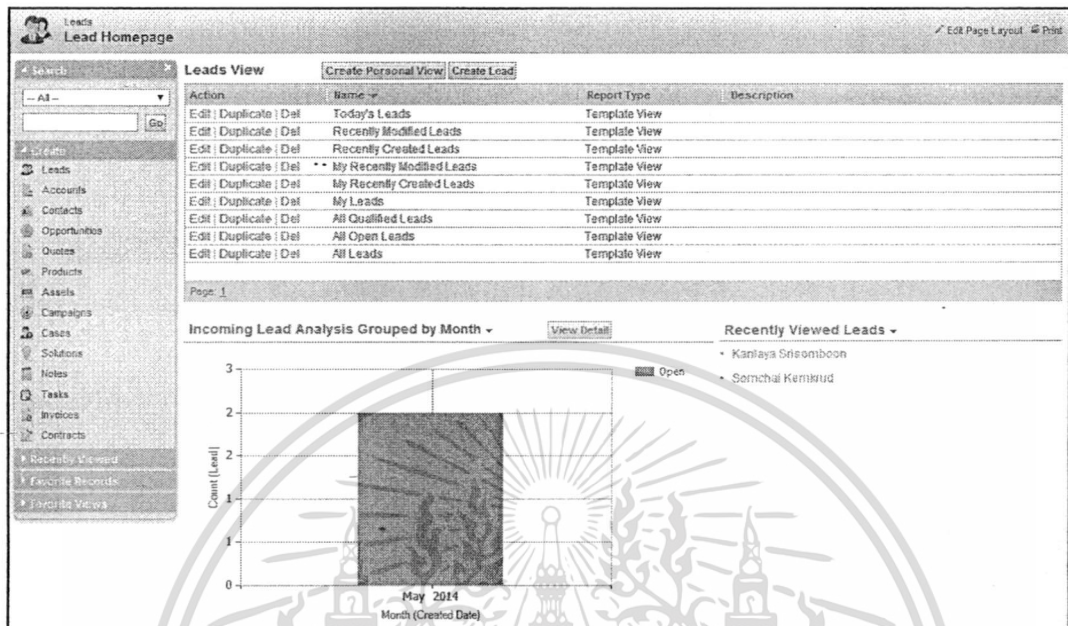 Leads
Lead Homepage
Edit Page Layout Print
Search
-- All --
Go
Create
Leads
Accounts
Contacts
Opportunities
Quotes
Products
Assets
Campaigns
Cases
Solutions
Notes
Tasks
Invoices
Contracts
Recently Viewed
Favorite Records
Favorite Views
Leads View Create Personal View Create Lead
Action Name Report Type Description
Edit | Duplicate | Del Today's Leads Template View
Edit | Duplicate | Del Recently Modified Leads Template View
Edit | Duplicate | Del Recently Created Leads Template View
Edit | Duplicate | Del My Recently Modified Leads Template View
Edit | Duplicate | Del My Recently Created Leads Template View
Edit | Duplicate | Del My Leads Template View
Edit | Duplicate | Del All Qualified Leads Template View
Edit | Duplicate | Del All Open Leads Template View
Edit | Duplicate | Del All Leads Template View
Page: 1
Incoming Lead Analysis Grouped by Month View Detail
3
2
2
1
1
0
Count (Lead)
May 2014
Month (Created Date)
Open
Recently Viewed Leads
Kanlaya Srisomboon
Somchai Kemkrud